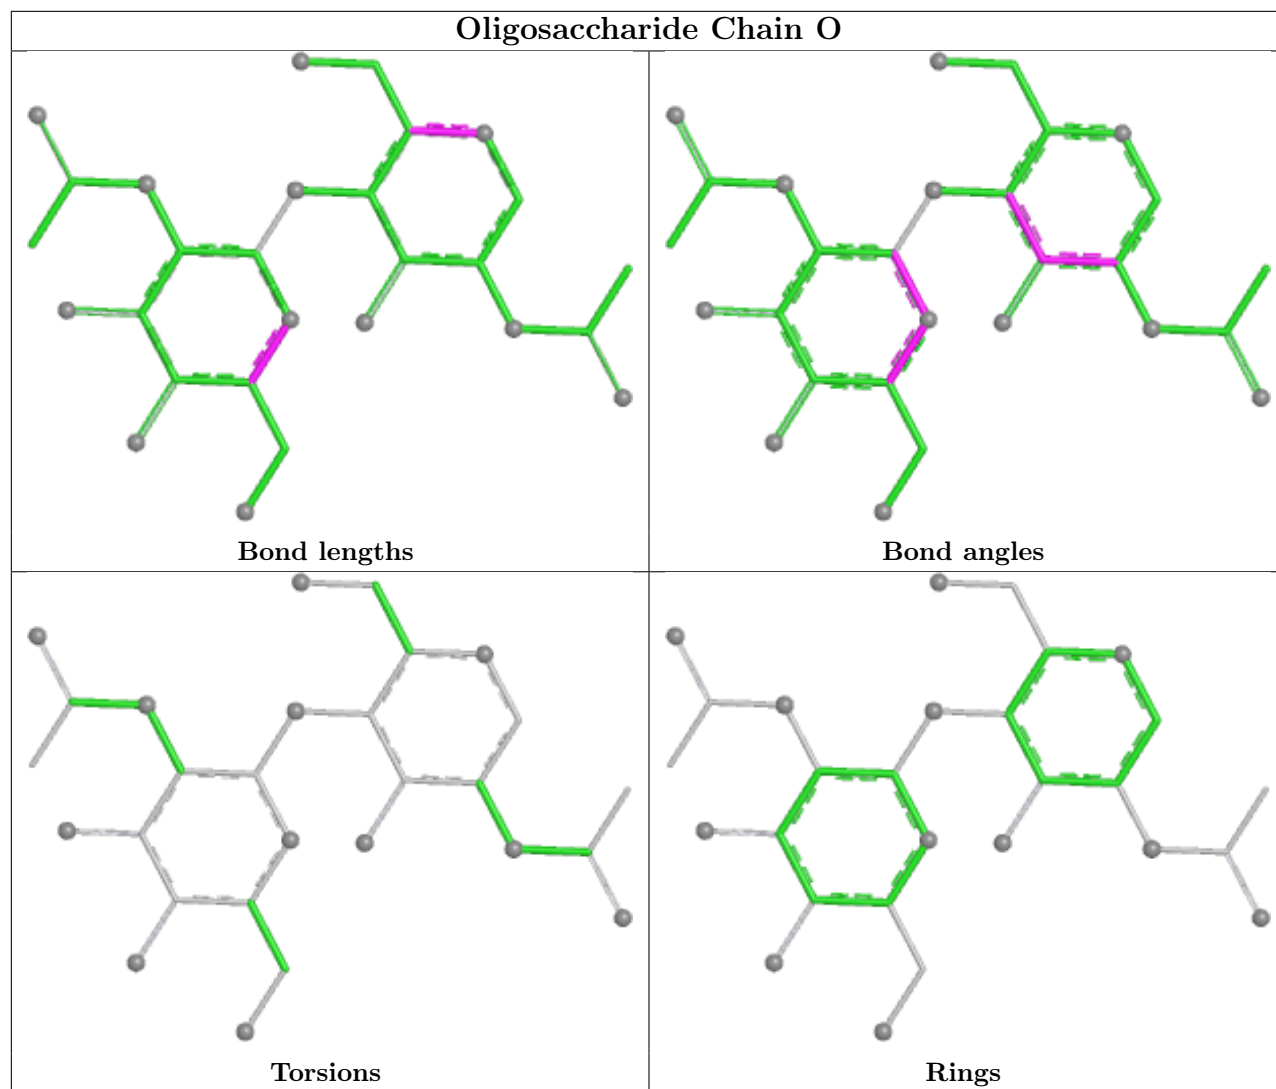 Oligosaccharide Chain O
Bond lengths
Bond angles
Torsions
Rings